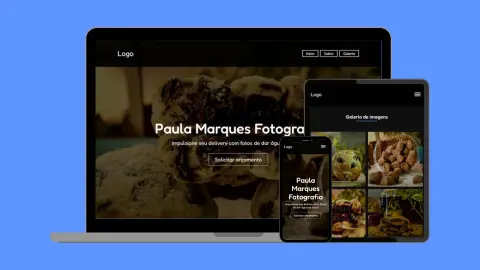 Logo
Início
Sobre
Galeria
Paula Marques Fotogra
Impulsione seu delivery com fotos de dar águ
Solicitar orçamento
Logo
Galeria de imagens
Logo
Paula
Marques
Fotografia
Solicitar orçamento